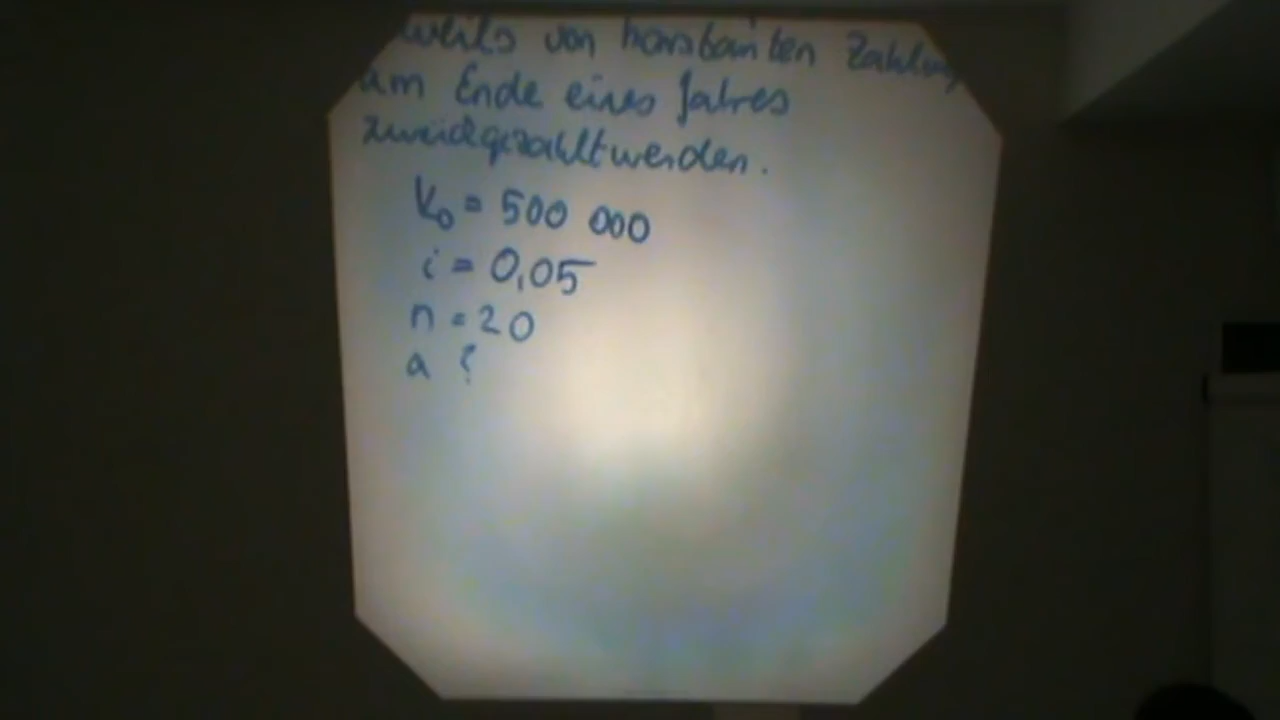 von konstanten Zahlung
am Ende eines Jahres
zurückgezahlt werden.
K₀ = 500 000
i = 0,05
n = 20
a ?